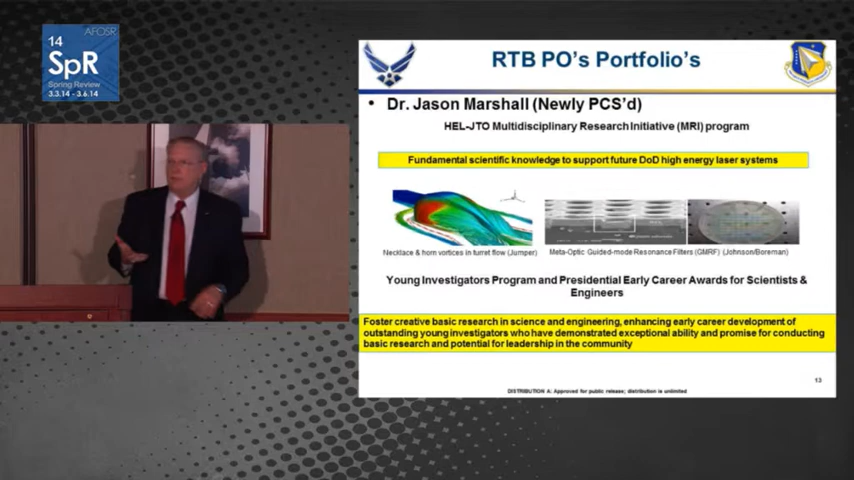 AFOSR
14
SpR
Spring Review
3.3.14 - 3.6.14
RTB PO's Portfolio's
• Dr. Jason Marshall (Newly PCS'd)
HEL-JTO Multidisciplinary Research Initiative (MRI) program
Fundamental scientific knowledge to support future DoD high energy laser systems
Necklace & horn vortices in turret flow (Jumper)
Meta-Optic Guided-mode Resonance Filters (GMRF) (Johnson/Boreman)
Young Investigators Program and Presidential Early Career Awards for Scientists &
Engineers
Foster creative basic research in science and engineering, enhancing early career development of
outstanding young investigators who have demonstrated exceptional ability and promise for conducting
basic research and potential for leadership in the community
13
DISTRIBUTION A: Approved for public release; distribution is unlimited